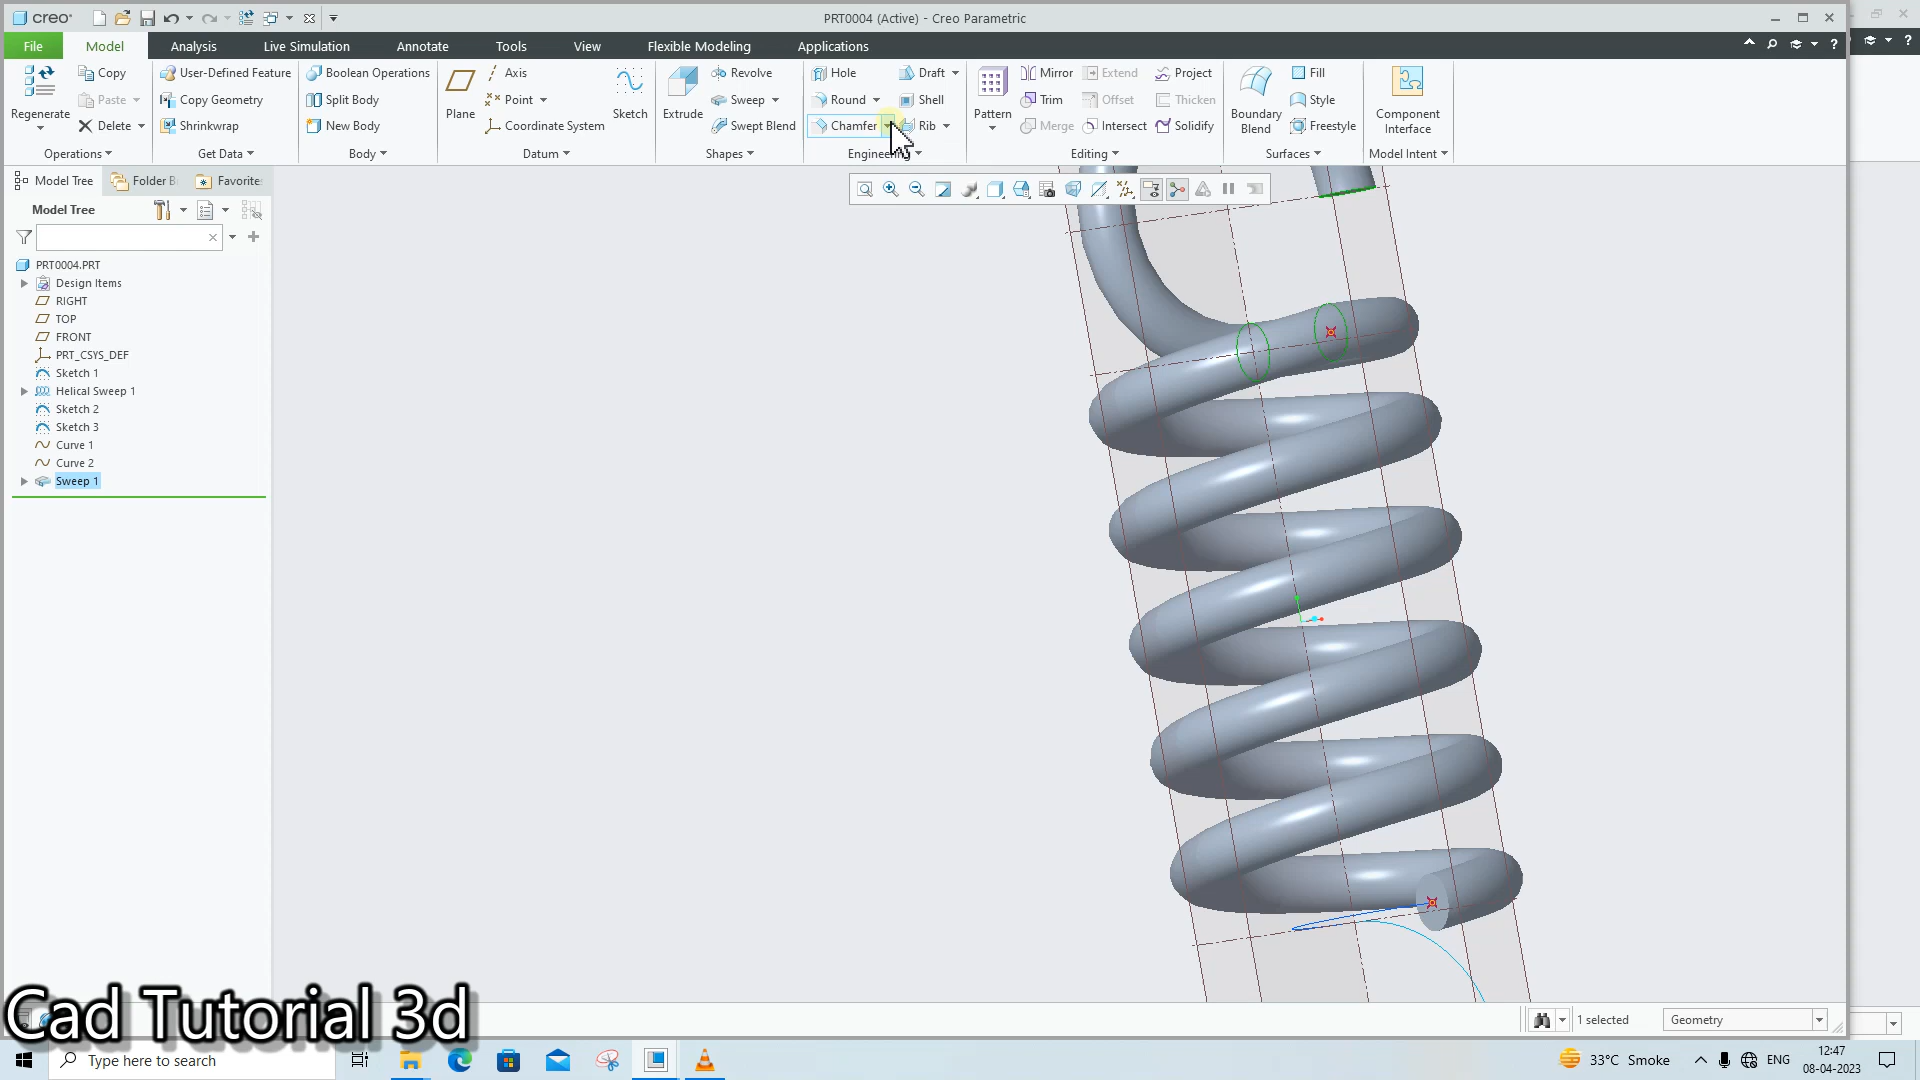 creo
PRT0004 (Active) - Creo Parametric
File Model Analysis Live Simulation Annotate Tools View Flexible Modeling Applications
Regenerate
Copy
Paste
Delete
Operations
User-Defined Feature
Copy Geometry
Shrinkwrap
Get Data
Boolean Operations
Split Body
New Body
Body
Plane
Axis
Point
Coordinate System
Sketch
Datum
Extrude
Revolve
Sweep
Swept Blend
Shapes
Hole
Round
Chamfer
Draft
Shell
Rib
Engineering
Pattern
Mirror
Trim
Merge
Extend
Offset
Intersect
Project
Thicken
Solidify
Editing
Boundary
Blend
Fill
Style
Freestyle
Surfaces
Component
Interface
Model Intent
Model Tree
Folder B
Favorite
Model Tree
PRT0004.PRT
Design Items
RIGHT
TOP
FRONT
PRT_CSYS_DEF
Sketch 1
Helical Sweep 1
Sketch 2
Sketch 3
Curve 1
Curve 2
Sweep 1
Cad Tutorial 3d
1 selected
Geometry
Type here to search
33°C Smoke
ENG
12:47
08-04-2023